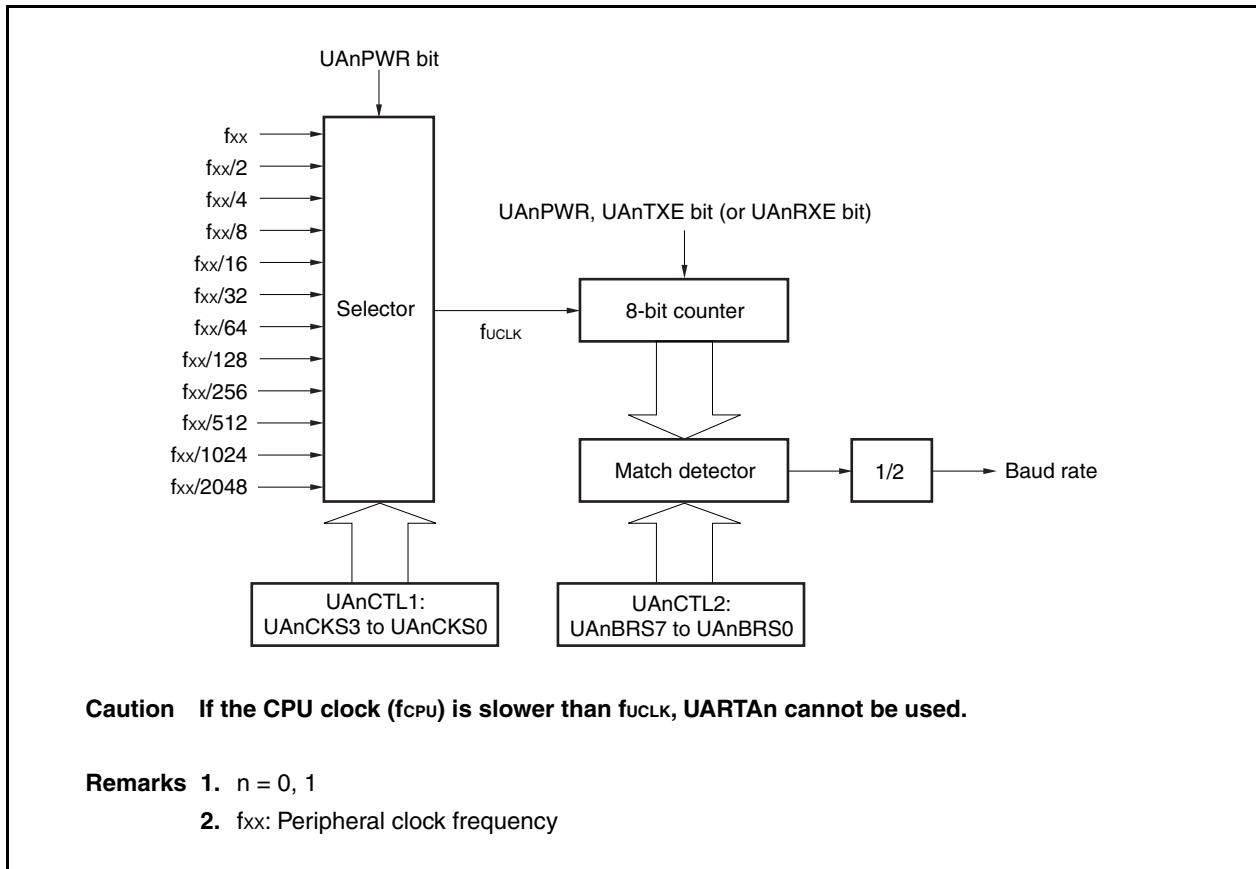 UAnPWR bit
fxx
fxx/2
fxx/4
fxx/8
fxx/16
fxx/32
fxx/64
fxx/128
fxx/256
fxx/512
fxx/1024
fxx/2048
Selector
fUCLK
UAnPWR, UAnTXE bit (or UAnRXE bit)
8-bit counter
Match detector
1/2
Baud rate
UAnCTL1:
UAnCKS3 to UAnCKS0
UAnCTL2:
UAnBRS7 to UAnBRS0
Caution If the CPU clock (fCPU) is slower than fUCLK, UARTAn cannot be used.
Remarks 1. n = 0, 1
2. fxx: Peripheral clock frequency